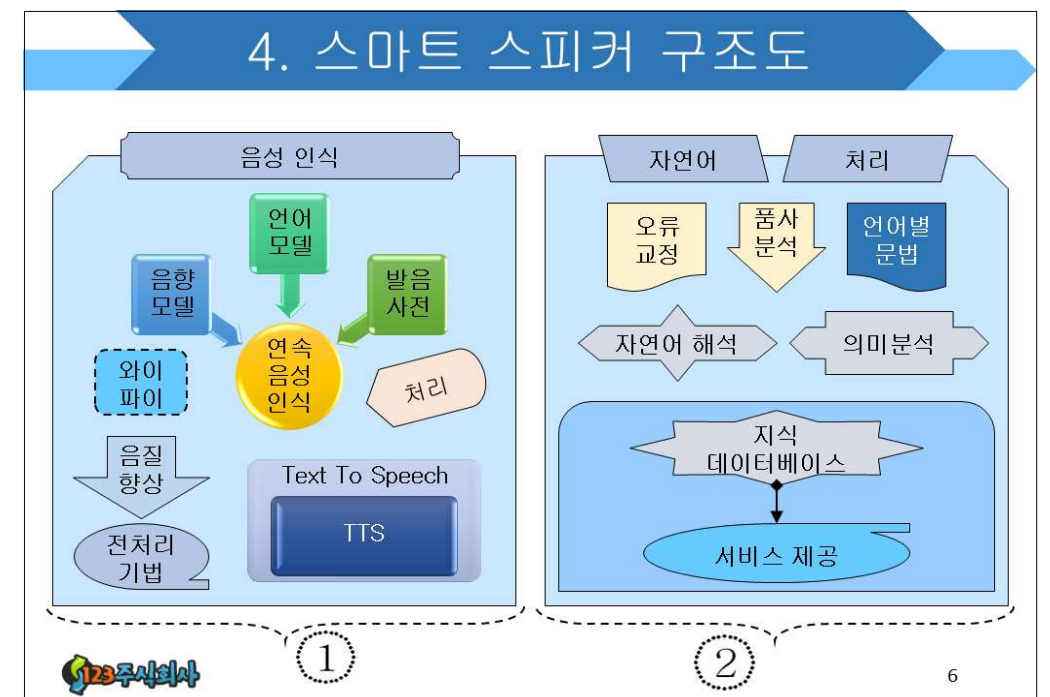 4. 스마트 스피커 구조도
음성 인식
언어
모델
음향
모델
발음
사전
연속
음성
인식
와이
파이
처리
음질
향상
Text To Speech
TTS
전처리
기법
자연어
처리
오류
교정
품사
분석
언어별
문법
자연어 해석
의미분석
지식
데이터베이스
서비스 제공
1
2
123주식회사
6